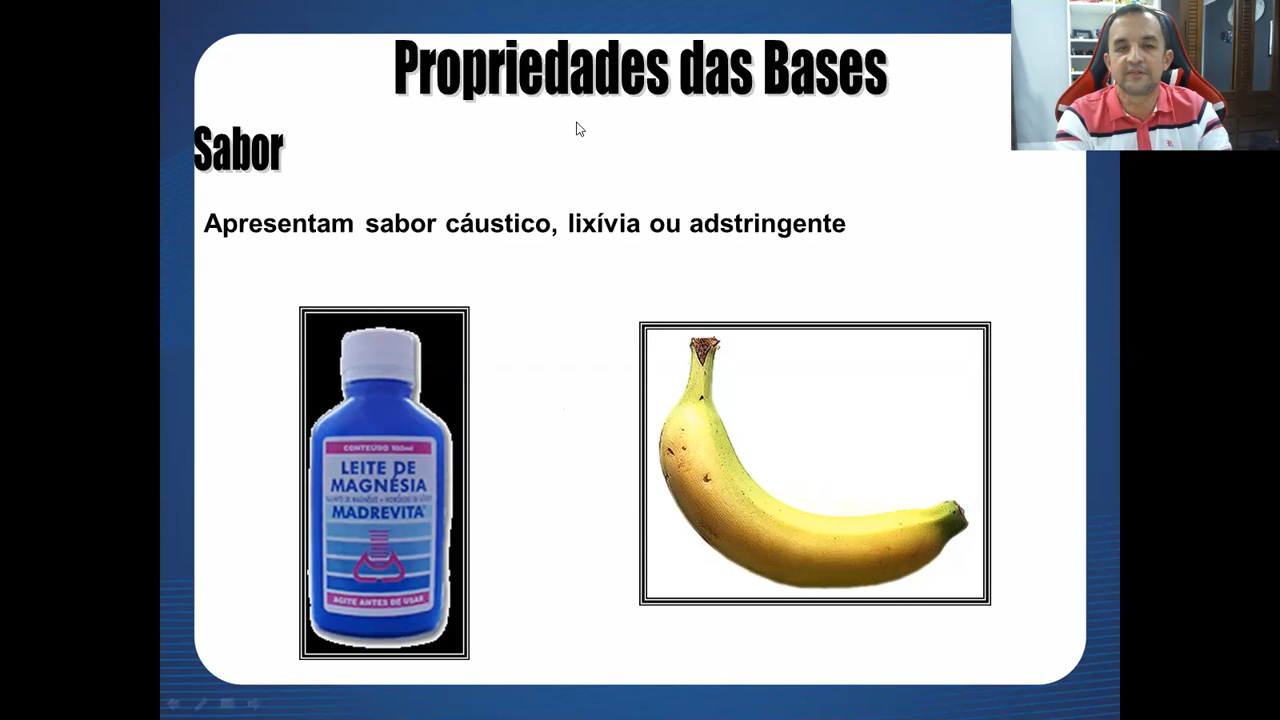 Propriedades das Bases
Sabor
Apresentam sabor cáustico, lixívia ou adstringente
CONTEÚDO 100ml
LEITE DE
MAGNÉSIA
MADREVITA
AGITE ANTES DE USAR